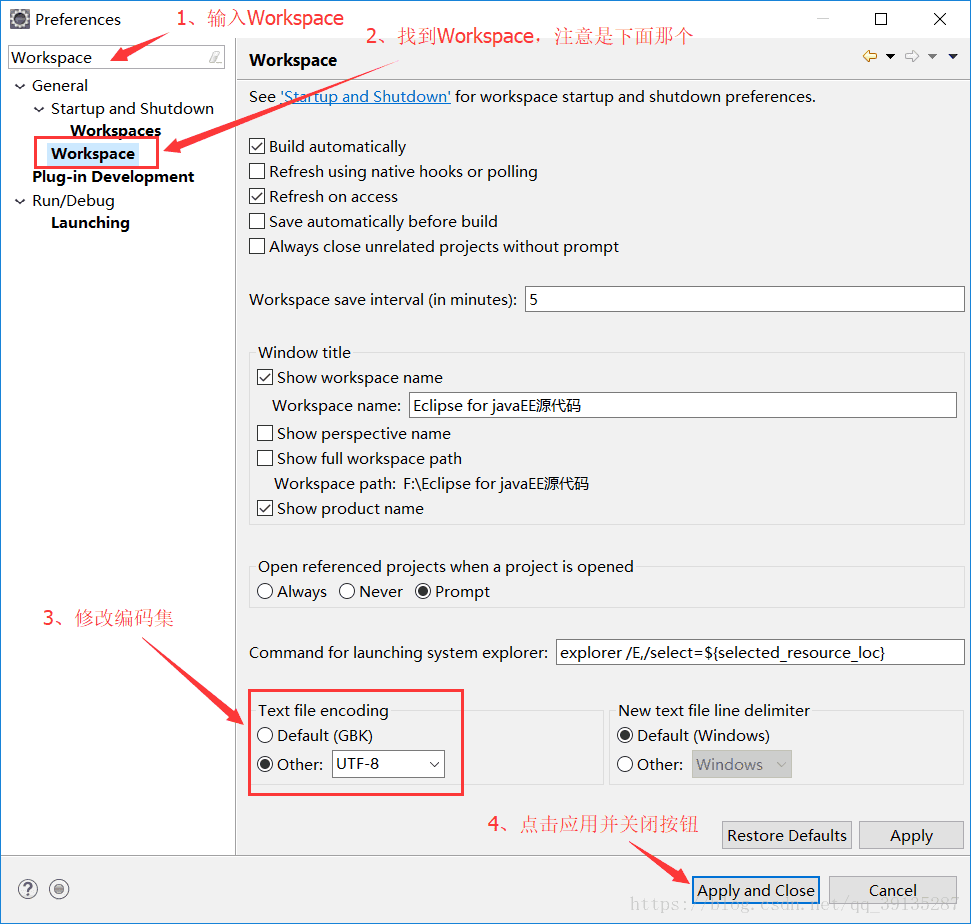 Preferences
1、输入Workspace
2、找到Workspace，注意是下面那个
Workspace
General
Startup and Shutdown
Workspaces
Workspace
Plug-in Development
Run/Debug
Launching
Workspace
See 'Startup and Shutdown' for workspace startup and shutdown preferences.
Build automatically
Refresh using native hooks or polling
Refresh on access
Save automatically before build
Always close unrelated projects without prompt
Workspace save interval (in minutes): 5
Window title
Show workspace name
Workspace name: Eclipse for javaEE源代码
Show perspective name
Show full workspace path
Workspace path: F:\Eclipse for javaEE源代码
Show product name
Open referenced projects when a project is opened
Always Never Prompt
3、修改编码集
Command for launching system explorer: explorer /E,/select=${selected_resource_loc}
Text file encoding
Default (GBK)
Other: UTF-8
New text file line delimiter
Default (Windows)
Other: Windows
4、点击应用并关闭按钮
Restore Defaults Apply
Apply and Close Cancel
https://blog.csdn.net/qq_39135287